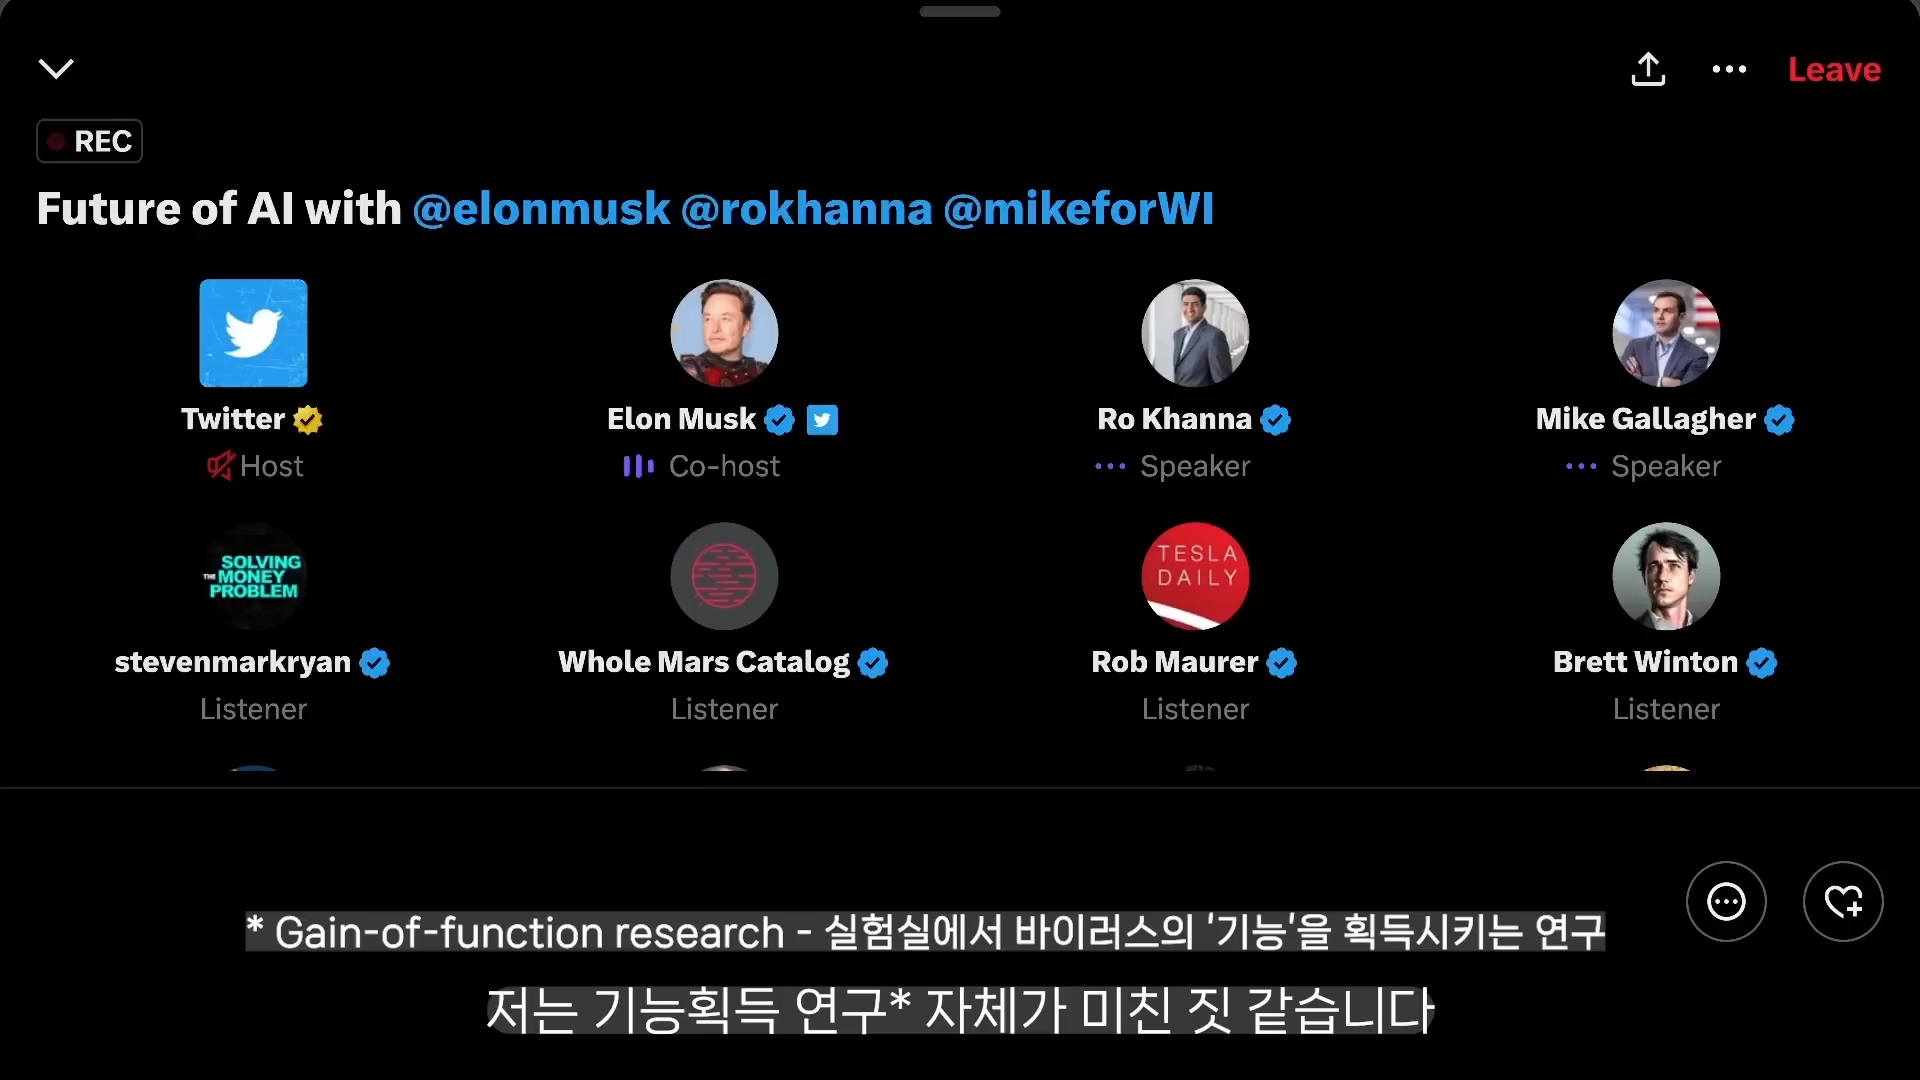 Leave
REC
Future of AI with @elonmusk @rokhanna @mikeforWI
Twitter
Elon Musk
Ro Khanna
Mike Gallagher
Host
Co-host
Speaker
Speaker
SOLVING
THE MONEY
PROBLEM
TESLA
DAILY
stevenmarkryan
Whole Mars Catalog
Rob Maurer
Brett Winton
Listener
Listener
Listener
Listener
* Gain-of-function research - 실험실에서 바이러스의 '기능'을 획득시키는 연구
저는 기능획득 연구* 자체가 미친 짓 같습니다